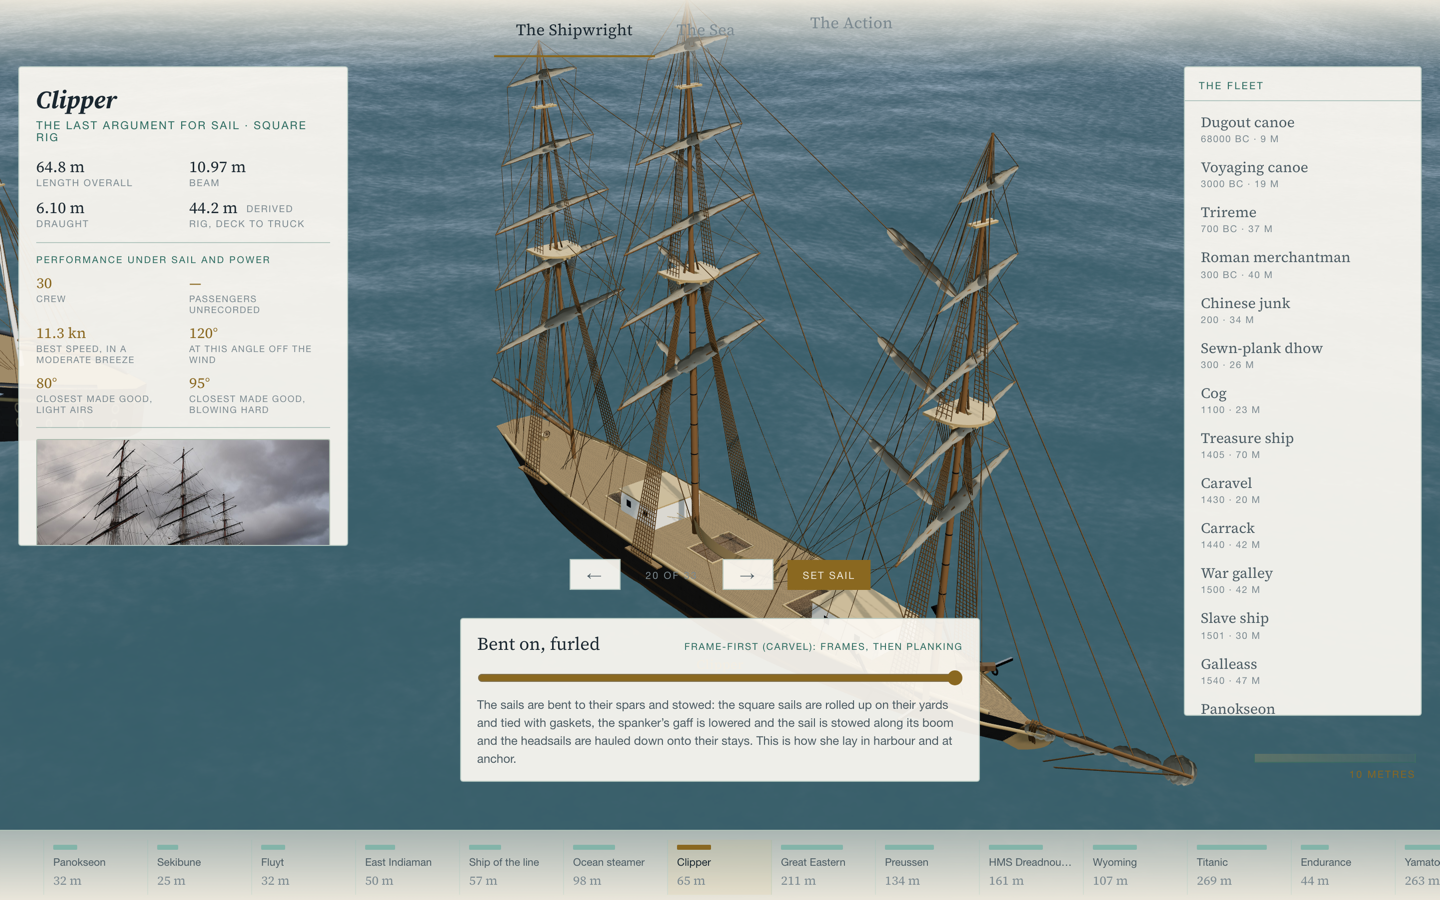 The Shipwright
The Sea
The Action
Clipper
THE LAST ARGUMENT FOR SAIL · SQUARE
RIG
64.8 m
LENGTH OVERALL
10.97 m
BEAM
6.10 m
DRAUGHT
44.2 m DERIVED
RIG, DECK TO TRUCK
PERFORMANCE UNDER SAIL AND POWER
30
CREW
—
PASSENGERS
UNRECORDED
11.3 kn
BEST SPEED, IN A
MODERATE BREEZE
120°
AT THIS ANGLE OFF THE
WIND
80°
CLOSEST MADE GOOD,
LIGHT AIRS
95°
CLOSEST MADE GOOD,
BLOWING HARD
←
20 OF
→
SET SAIL
Bent on, furled
FRAME-FIRST (CARVEL): FRAMES, THEN PLANKING
The sails are bent to their spars and stowed: the square sails are rolled up on their yards
and tied with gaskets, the spanker’s gaff is lowered and the sail is stowed along its boom
and the headsails are hauled down onto their stays. This is how she lay in harbour and at
anchor.
THE FLEET
Dugout canoe
68000 BC · 9 M
Voyaging canoe
3000 BC · 19 M
Trireme
700 BC · 37 M
Roman merchantman
300 BC · 40 M
Chinese junk
200 · 34 M
Sewn-plank dhow
300 · 26 M
Cog
1100 · 23 M
Treasure ship
1405 · 70 M
Caravel
1430 · 20 M
Carrack
1440 · 42 M
War galley
1500 · 42 M
Slave ship
1501 · 30 M
Galleass
1540 · 47 M
Panokseon
10 METRES
Panokseon
32 m
Sekibune
25 m
Fluyt
32 m
East Indiaman
50 m
Ship of the line
57 m
Ocean steamer
98 m
Clipper
65 m
Great Eastern
211 m
Preussen
134 m
HMS Dreadnou...
161 m
Wyoming
107 m
Titanic
269 m
Endurance
44 m
Yamato
263 m